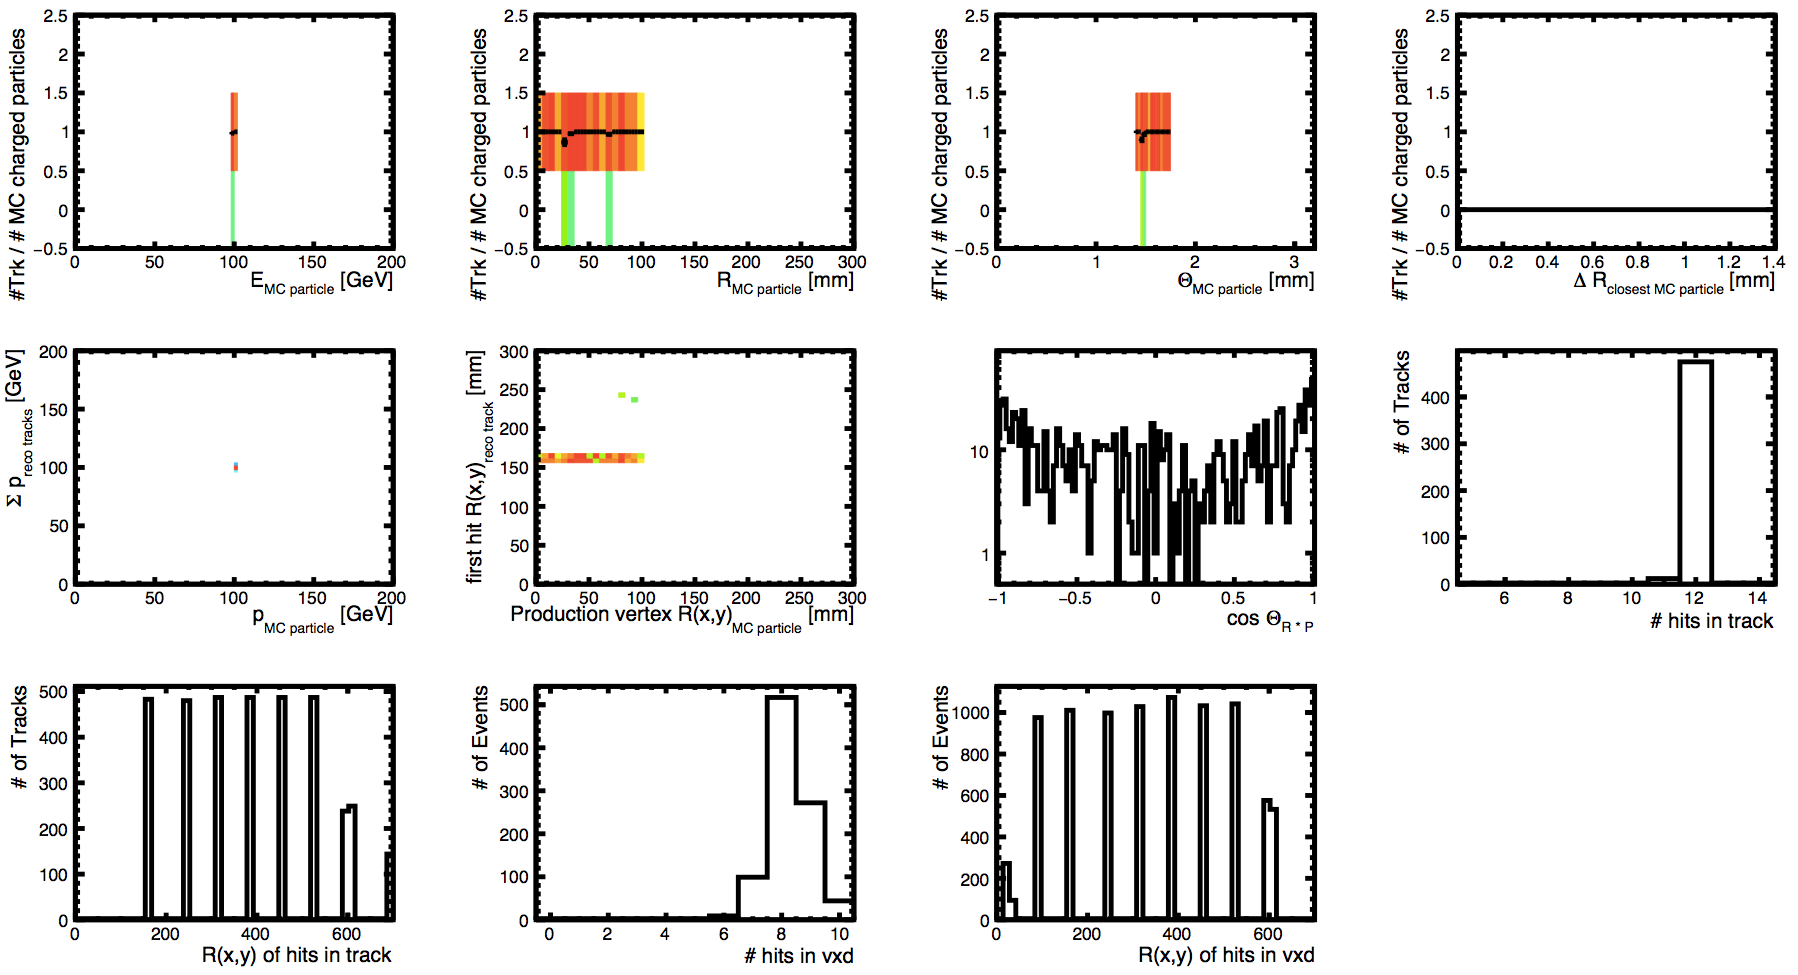 2.5 2 1.5 1 0.5 0 −0.5
#Trk / # MC charged particles
0 50 100 150 200
E MC particle [GeV]
2.5 2 1.5 1 0.5 0 −0.5
#Trk / # MC charged particles
0 50 100 150 200 250 300
R MC particle [mm]
2.5 2 1.5 1 0.5 0 −0.5
#Trk / # MC charged particles
0 1 2 3
Θ MC particle [mm]
2.5 2 1.5 1 0.5 0 −0.5
#Trk / # MC charged particles
0 0.2 0.4 0.6 0.8 1 1.2 1.4
Δ R closest MC particle [mm]
200 150 100 50 0
Σ p reco tracks [GeV]
0 50 100 150 200
p MC particle [GeV]
300 250 200 150 100 50 0
first hit R(x,y) reco track [mm]
0 50 100 150 200 250 300
Production vertex R(x,y) MC particle [mm]
10 1
−1 −0.5 0 0.5 1
cos Θ R * P
400 300 200 100 0
# of Tracks
6 8 10 12 14
# hits in track
500 400 300 200 100 0
# of Tracks
0 200 400 600
R(x,y) of hits in track
500 400 300 200 100 0
# of Events
0 2 4 6 8 10
# hits in vxd
1000 800 600 400 200 0
# of Events
0 200 400 600
R(x,y) of hits in vxd